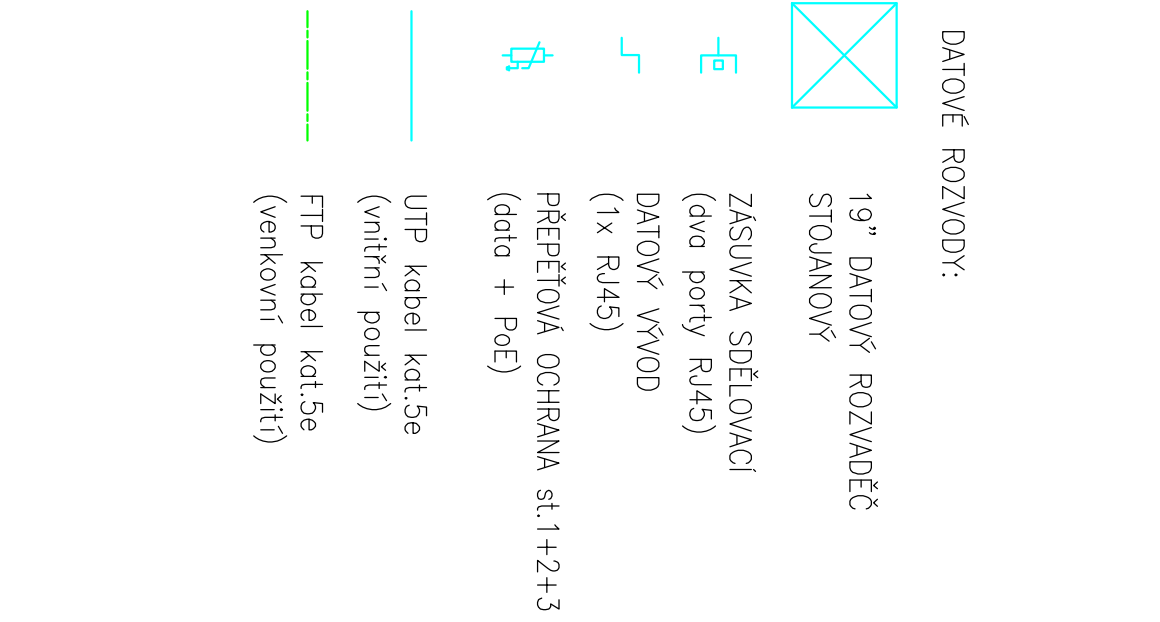 DATOVÉ ROZVODY:
19" DATOVÝ ROZVADĚČ
STOJANOVÝ
ZÁSUVKA SDĚLOVACÍ
(dva porty RJ45)
DATOVÝ VÝVOD
(1x RJ45)
PŘEPĚŤOVÁ OCHRANA st.1+2+3
(data + PoE)
UTP kabel kat.5e
(vnitřní použití)
FTP kabel kat.5e
(venkovní použití)